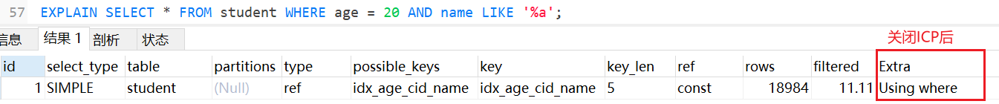 57 EXPLAIN SELECT * FROM student WHERE age = 20 AND name LIKE '%a';
信息 结果 1 剖析 状态
关闭ICP后
id select_type table partitions type possible_keys key key_len ref rows filtered Extra
1 SIMPLE student (Null) ref idx_age_cid_name idx_age_cid_name 5 const 18984 11.11 Using where